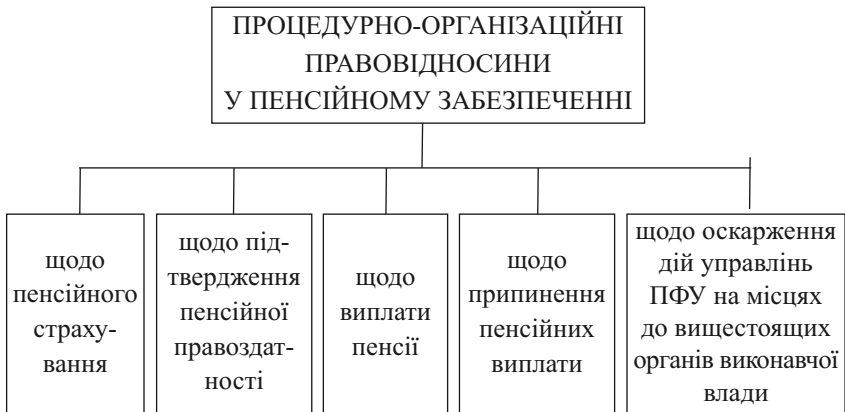 ПРОЦЕДУРНО-ОРГАНІЗАЦІЙНІ
ПРАВОВІДНОСИНИ
У ПЕНСІЙНОМУ ЗАБЕЗПЕЧЕННІ
щодо
пенсійного
страху-
вання
щодо під-
твердження
пенсійної
правоздат-
ності
щодо
виплати
пенсії
щодо
припинення
пенсійних
виплати
щодо оскарження
дій управлінь
ПФУ на місцях
до вищестоящих
органів виконавчої
влади